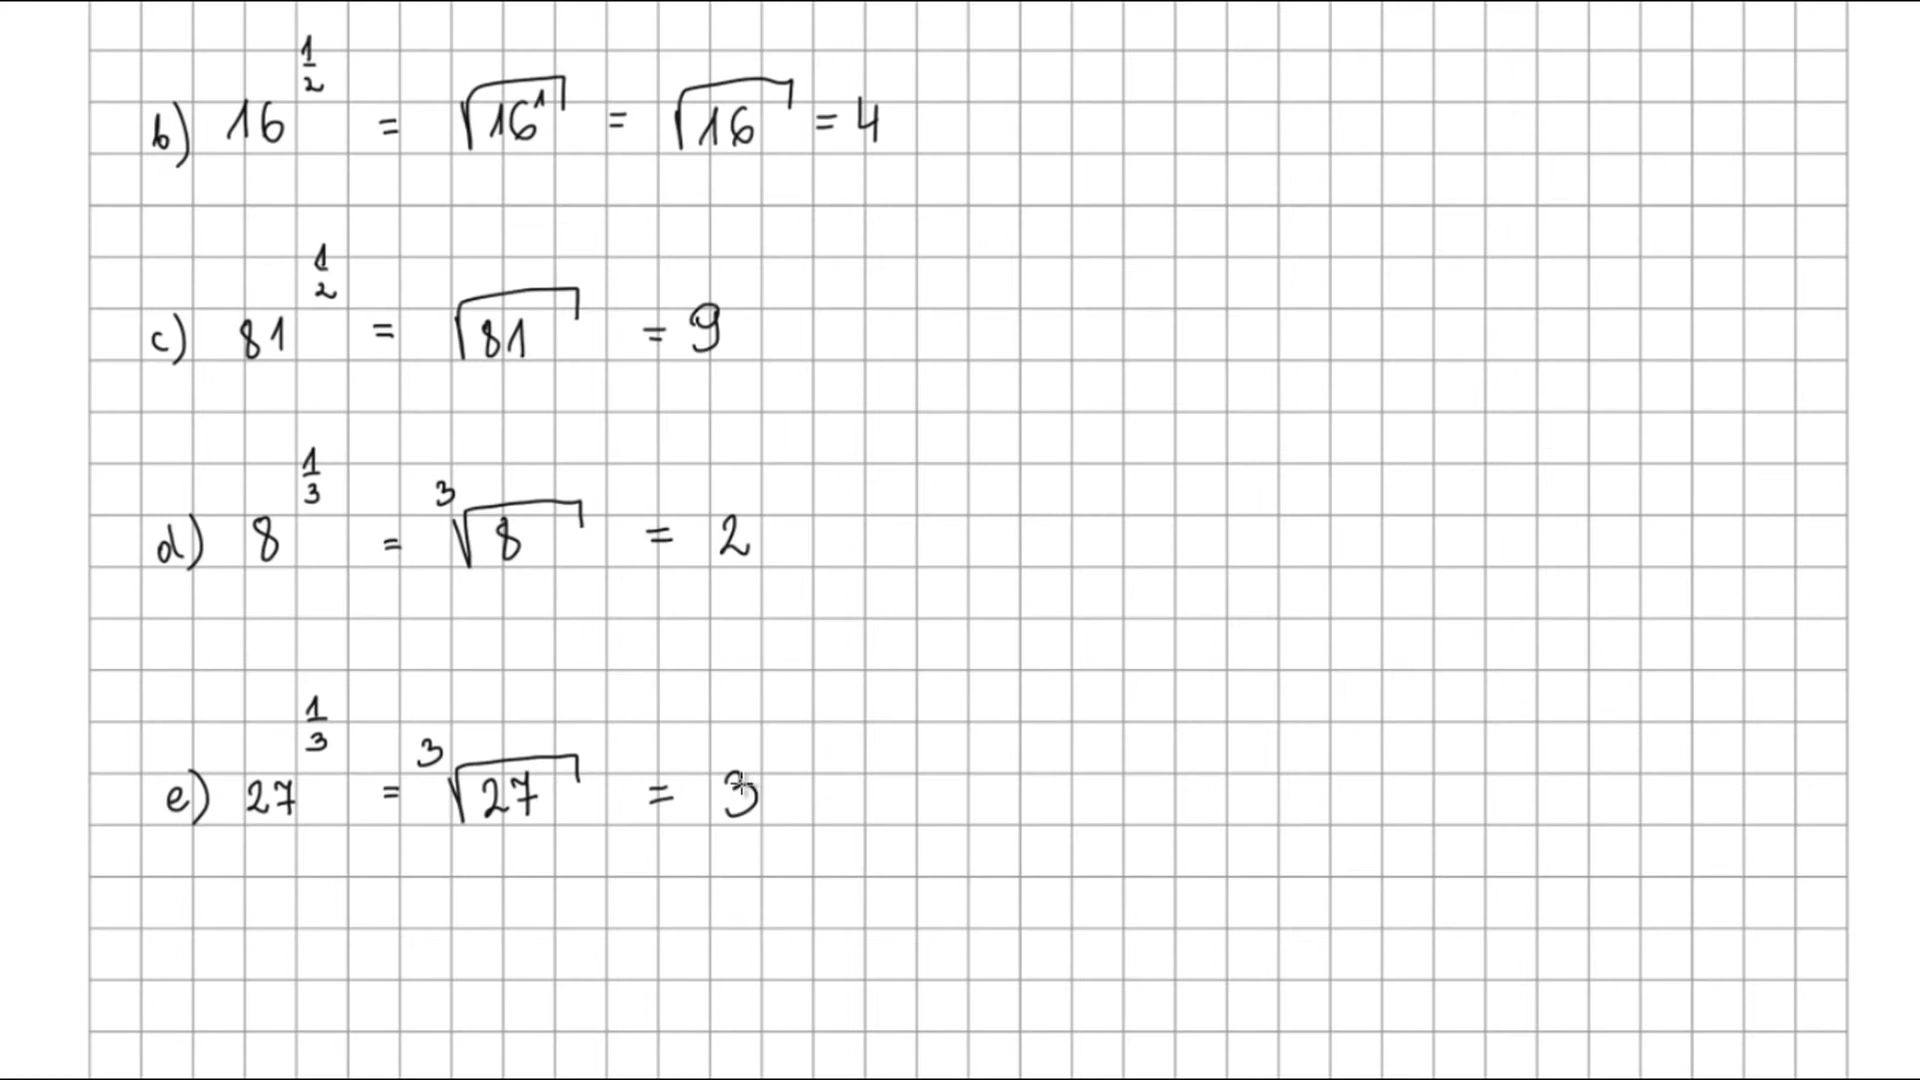 b) 16^{1/2} = √16¹ = √16 = 4
c) 81^{1/2} = √81 = 9
d) 8^{1/3} = ³√8 = 2
e) 27^{1/3} = ³√27 = 3